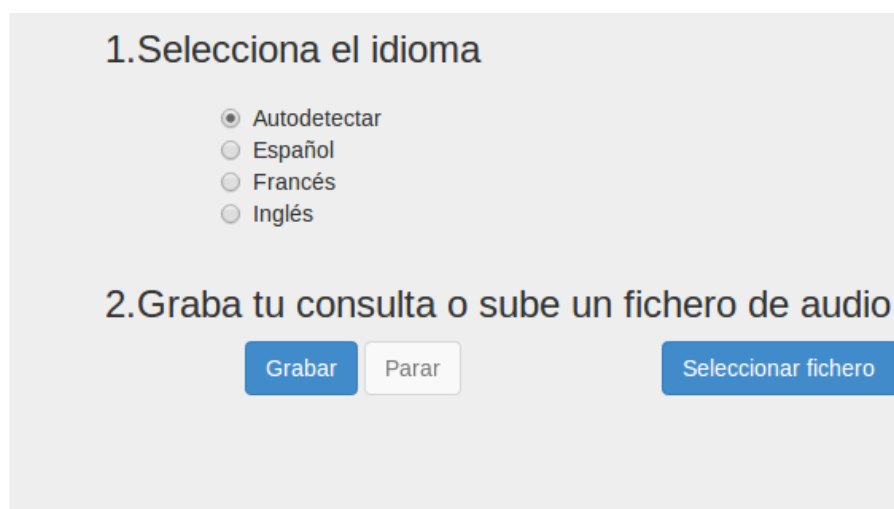 1.Selecciona el idioma
Autodetectar
Español
Francés
Inglés
2.Graba tu consulta o sube un fichero de audio
Grabar Parar Seleccionar fichero